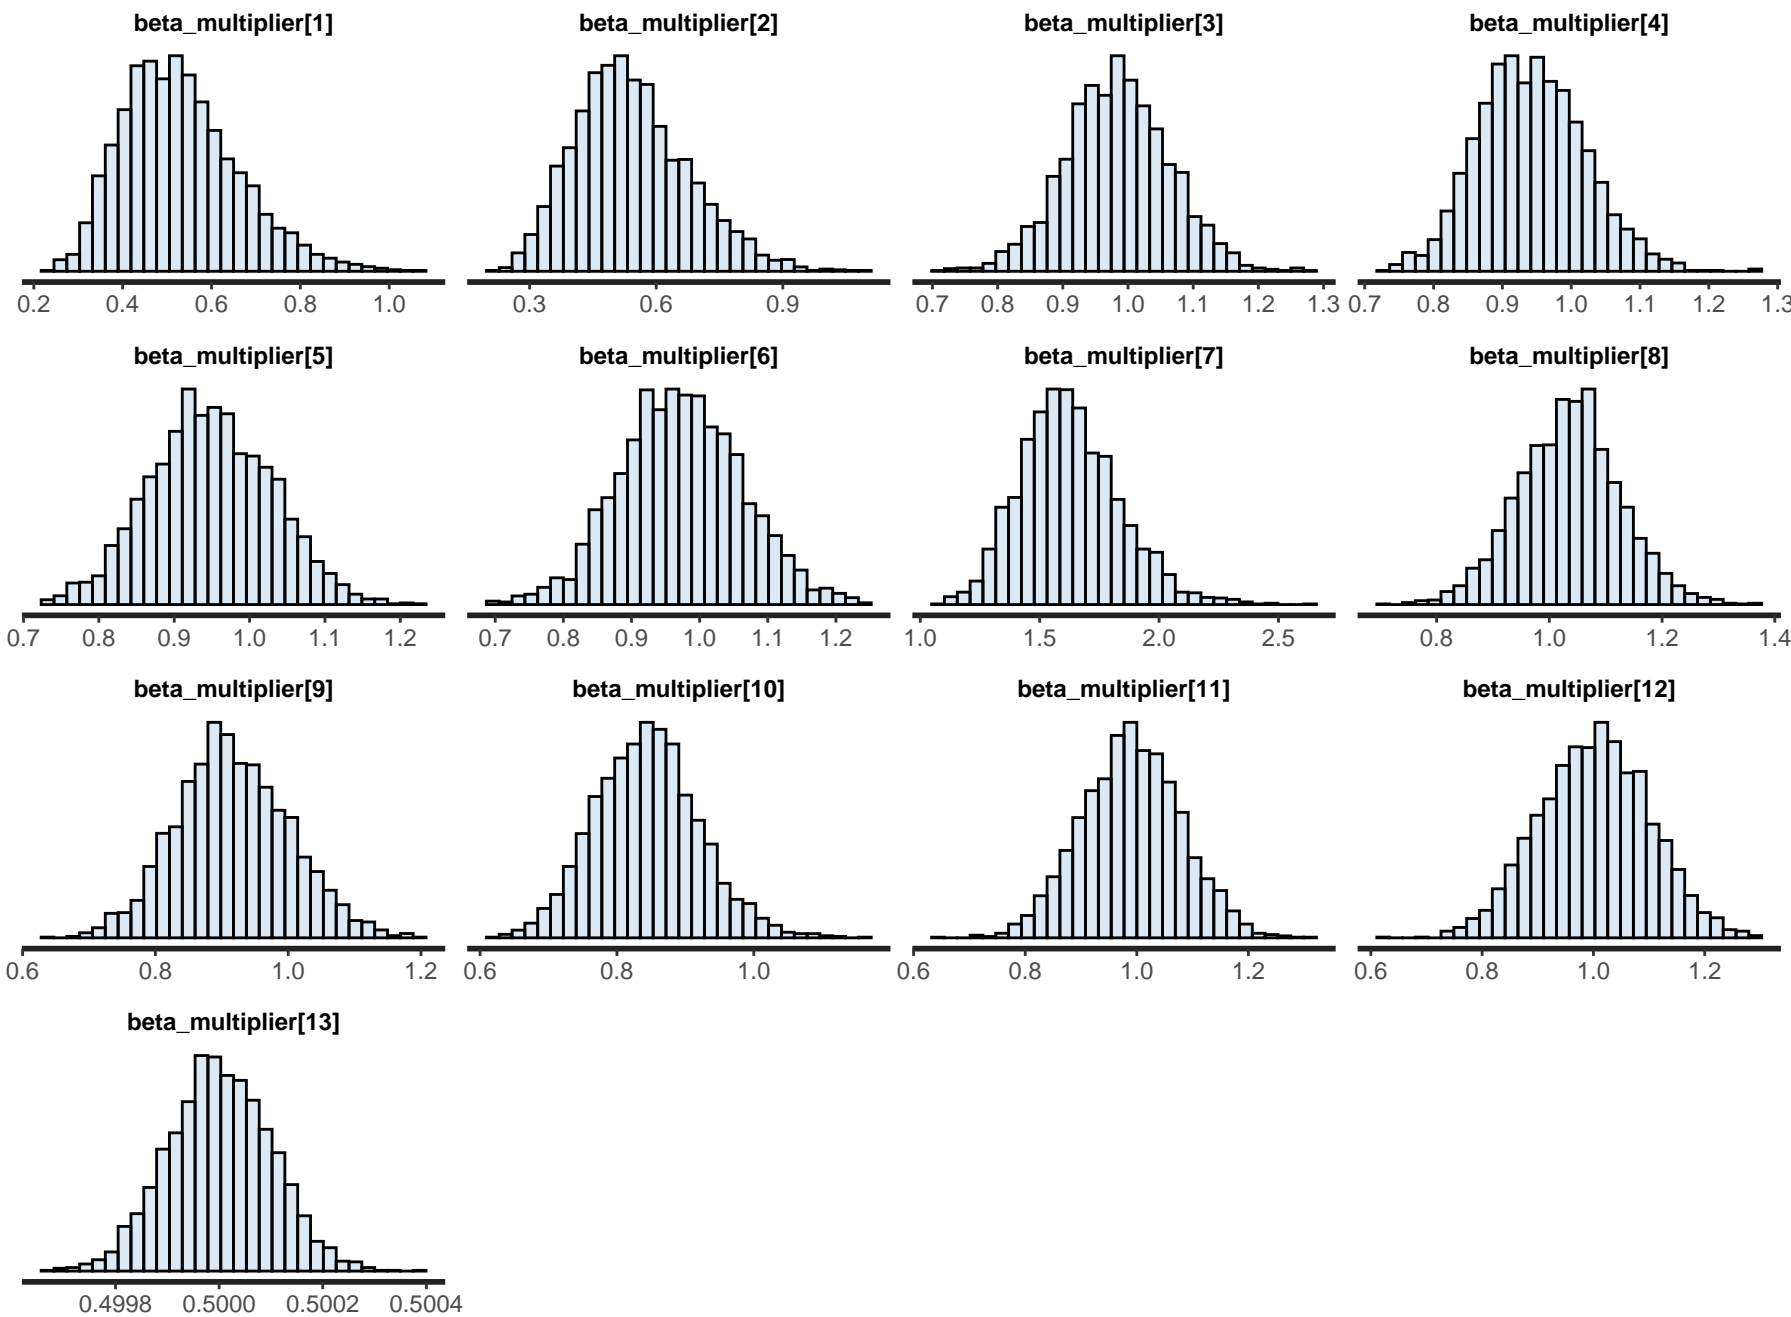 beta_multiplier[1] beta_multiplier[2] beta_multiplier[3] beta_multiplier[4]
0.2 0.4 0.6 0.8 1.0 0.3 0.6 0.9 0.7 0.8 0.9 1.0 1.1 1.2 1.3 0.7 0.8 0.9 1.0 1.1 1.2 1.3
beta_multiplier[5] beta_multiplier[6] beta_multiplier[7] beta_multiplier[8]
0.7 0.8 0.9 1.0 1.1 1.2 0.7 0.8 0.9 1.0 1.1 1.2 1.0 1.5 2.0 2.5 0.8 1.0 1.2 1.4
beta_multiplier[9] beta_multiplier[10] beta_multiplier[11] beta_multiplier[12]
0.6 0.8 1.0 1.2 0.6 0.8 1.0 0.6 0.8 1.0 1.2 0.6 0.8 1.0 1.2
beta_multiplier[13]
0.4998 0.5000 0.5002 0.5004